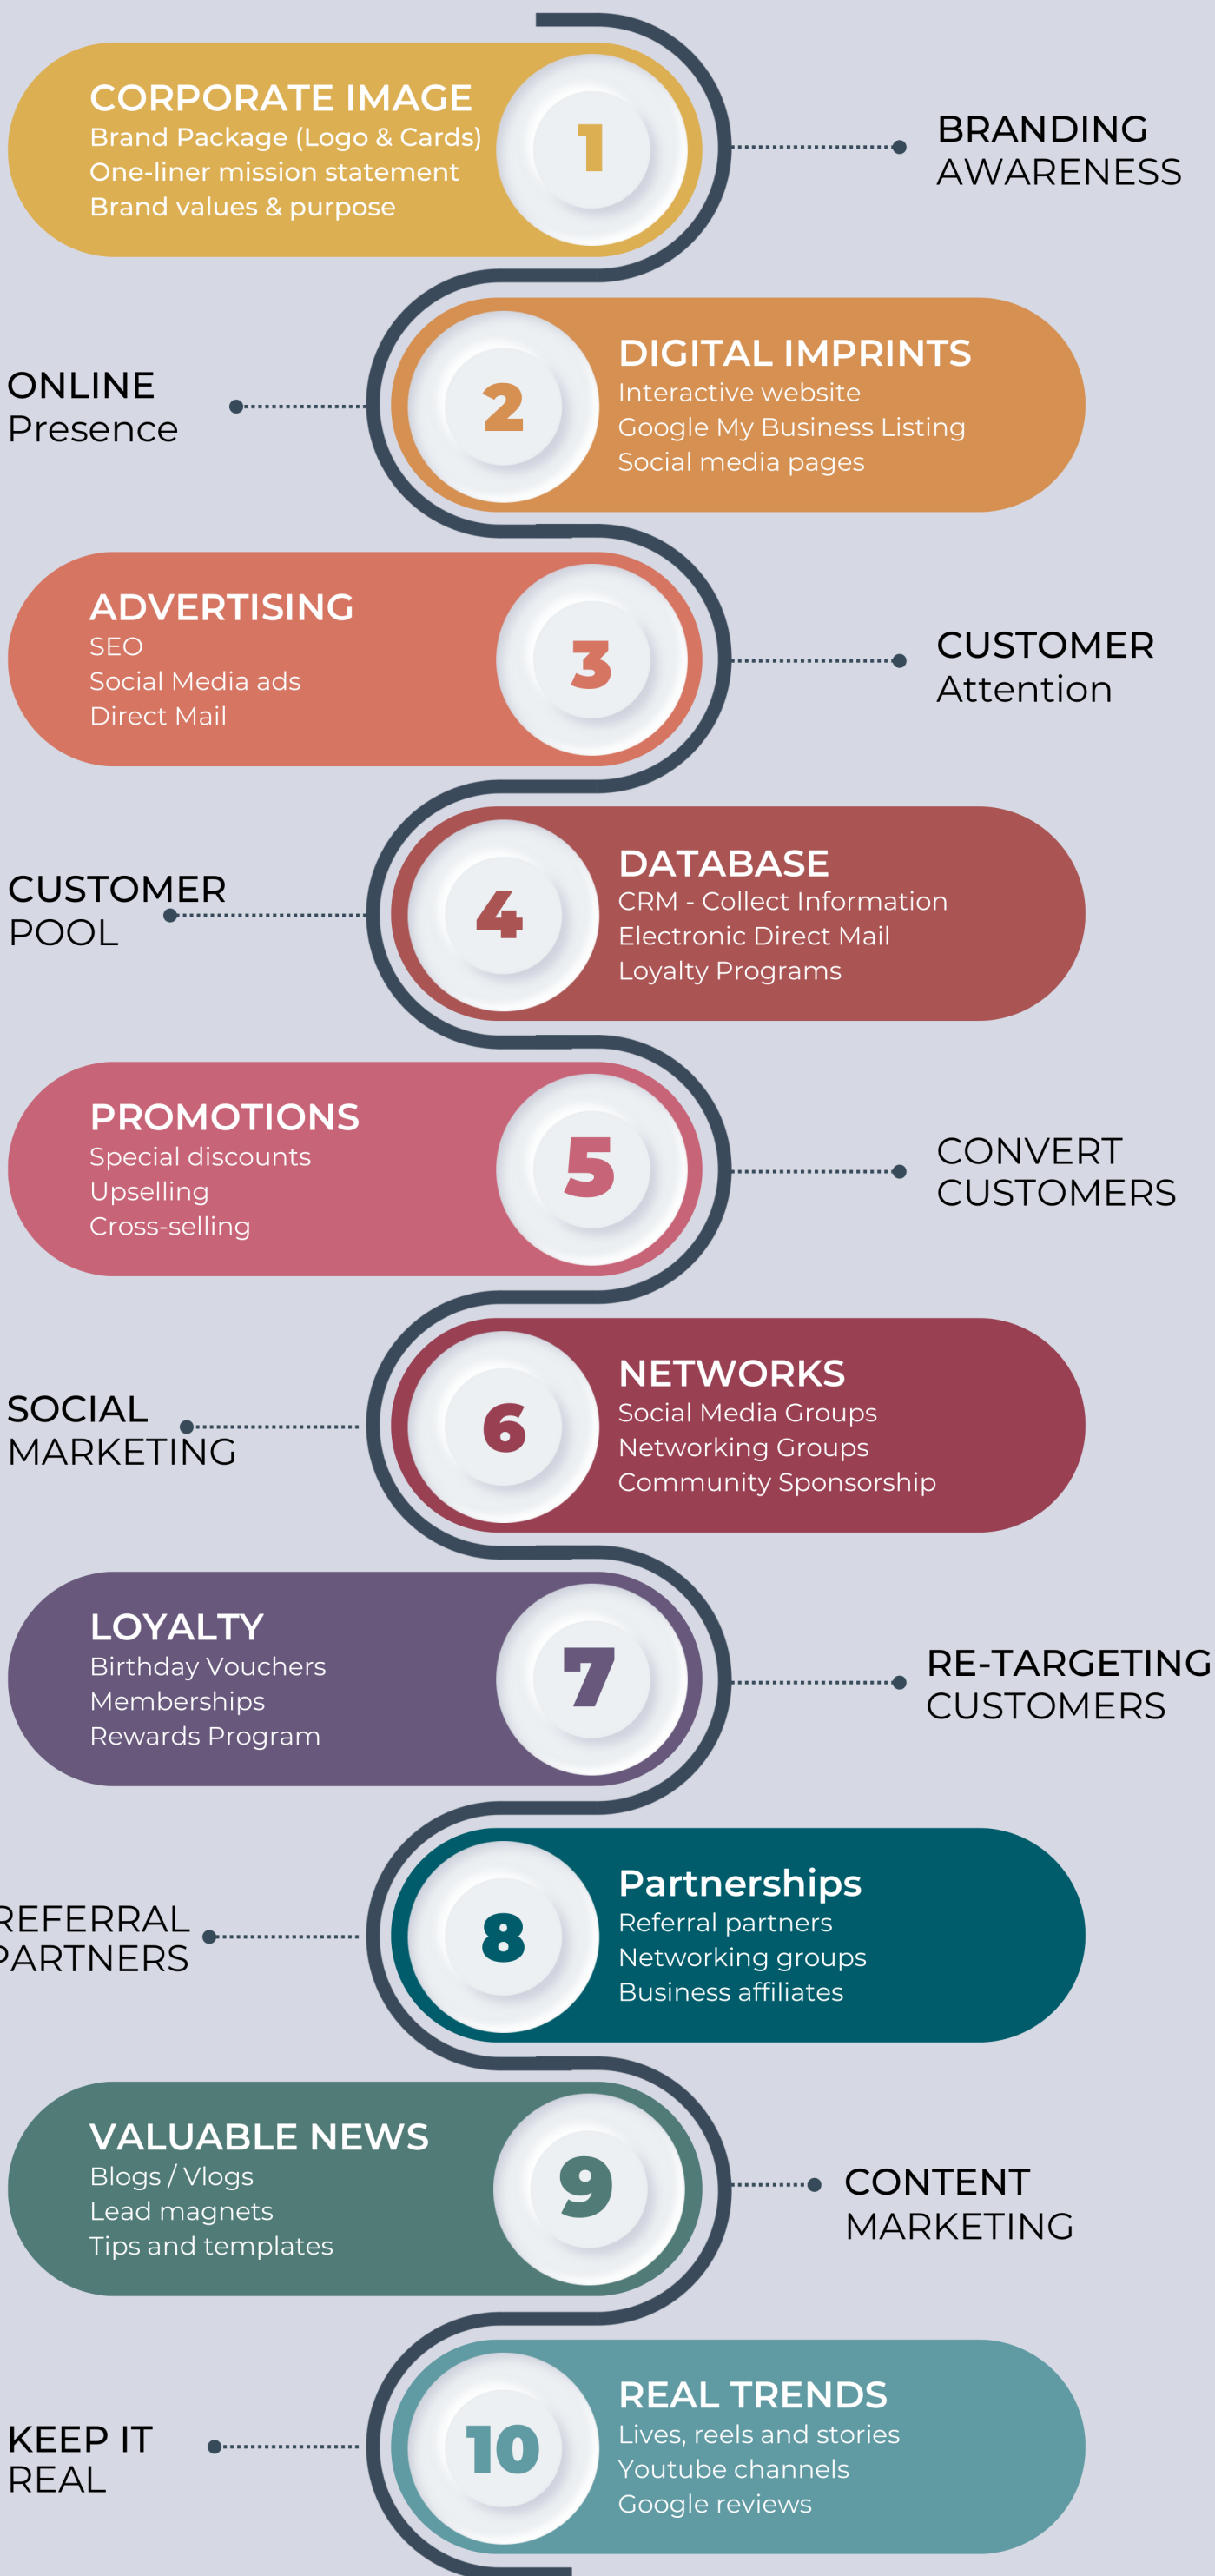 CORPORATE IMAGE
Brand Package (Logo & Cards)
One-liner mission statement
Brand values & purpose
1
BRANDING
AWARENESS
ONLINE
Presence
2
DIGITAL IMPRINTS
Interactive website
Google My Business Listing
Social media pages
ADVERTISING
SEO
Social Media ads
Direct Mail
3
CUSTOMER
Attention
CUSTOMER
POOL
4
DATABASE
CRM - Collect Information
Electronic Direct Mail
Loyalty Programs
PROMOTIONS
Special discounts
Upselling
Cross-selling
5
CONVERT
CUSTOMERS
SOCIAL
MARKETING
6
NETWORKS
Social Media Groups
Networking Groups
Community Sponsorship
LOYALTY
Birthday Vouchers
Memberships
Rewards Program
7
RE-TARGETING
CUSTOMERS
REFERRAL
PARTNERS
8
Partnerships
Referral partners
Networking groups
Business affiliates
VALUABLE NEWS
Blogs / Vlogs
Lead magnets
Tips and templates
9
CONTENT
MARKETING
KEEP IT
REAL
10
REAL TRENDS
Lives, reels and stories
Youtube channels
Google reviews